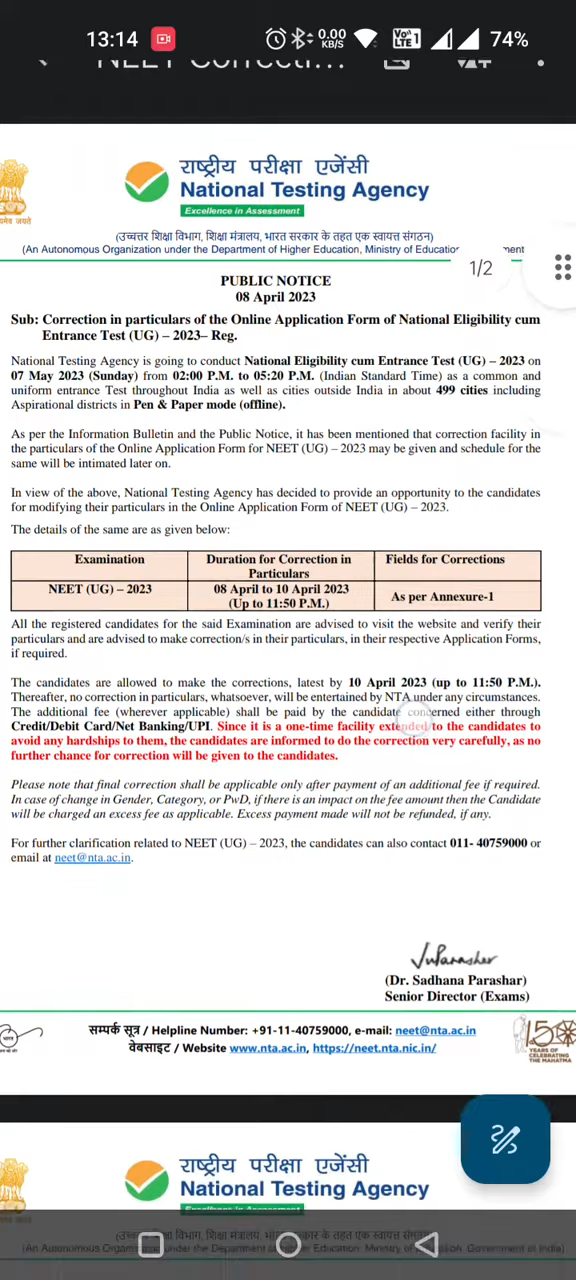 13:14
0.00
KB/S
Vo
LTE 1
74%
NEET Correcti...
राष्ट्रीय परीक्षा एजेंसी
National Testing Agency
Excellence in Assessment
(उच्चतर शिक्षा विभाग, शिक्षा मंत्रालय, भारत सरकार के तहत एक स्वायत्त संगठन)
(An Autonomous Organization under the Department of Higher Education, Ministry of Educatio
1/2
PUBLIC NOTICE
08 April 2023
Sub: Correction in particulars of the Online Application Form of National Eligibility cum
Entrance Test (UG) – 2023– Reg.
National Testing Agency is going to conduct National Eligibility cum Entrance Test (UG) – 2023 on
07 May 2023 (Sunday) from 02:00 P.M. to 05:20 P.M. (Indian Standard Time) as a common and
uniform entrance Test throughout India as well as cities outside India in about 499 cities including
Aspirational districts in Pen & Paper mode (offline).
As per the Information Bulletin and the Public Notice, it has been mentioned that correction facility in
the particulars of the Online Application Form for NEET (UG) – 2023 may be given and schedule for the
same will be intimated later on.
In view of the above, National Testing Agency has decided to provide an opportunity to the candidates
for modifying their particulars in the Online Application Form of NEET (UG) – 2023.
The details of the same are as given below:
Examination Duration for Correction in Fields for Corrections
Particulars
NEET (UG) – 2023 08 April to 10 April 2023 As per Annexure-1
(Up to 11:50 P.M.)
All the registered candidates for the said Examination are advised to visit the website and verify their
particulars and are advised to make correction/s in their particulars, in their respective Application Forms,
if required.
The candidates are allowed to make the corrections, latest by 10 April 2023 (up to 11:50 P.M.).
Thereafter, no correction in particulars, whatsoever, will be entertained by NTA under any circumstances.
The additional fee (wherever applicable) shall be paid by the candidate concerned either through
Credit/Debit Card/Net Banking/UPI. Since it is a one-time facility extended to the candidates to
avoid any hardships to them, the candidates are informed to do the correction very carefully, as no
further chance for correction will be given to the candidates.
Please note that final correction shall be applicable only after payment of an additional fee if required.
In case of change in Gender, Category, or PwD, if there is an impact on the fee amount then the Candidate
will be charged an excess fee as applicable. Excess payment made will not be refunded, if any.
For further clarification related to NEET (UG) – 2023, the candidates can also contact 011- 40759000 or
email at neet@nta.ac.in.
(Dr. Sadhana Parashar)
Senior Director (Exams)
सम्पर्क सूत्र / Helpline Number: +91-11-40759000, e-mail: neet@nta.ac.in
वेबसाइट / Website www.nta.ac.in, https://neet.nta.nic.in/
150
YEARS OF
CELEBRATING
THE MAHATMA
राष्ट्रीय परीक्षा एजेंसी
National Testing Agency
Excellence in Assessment